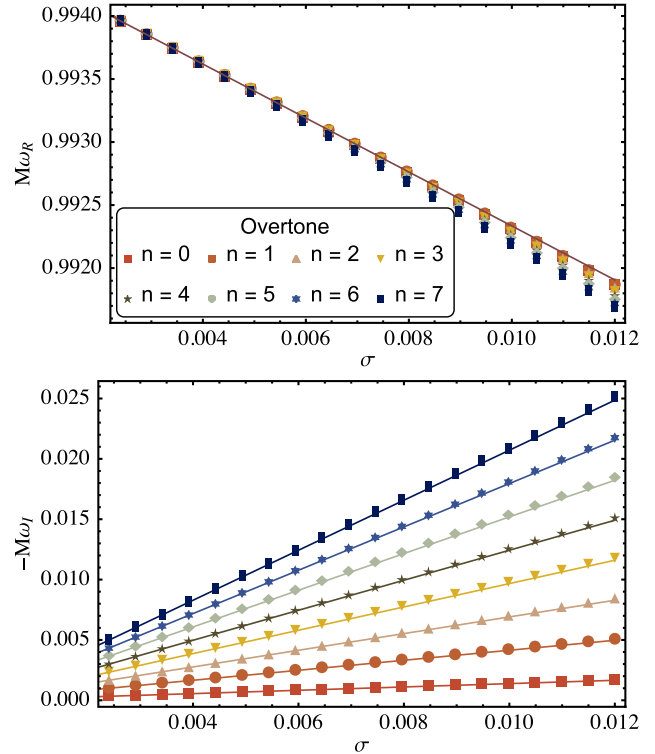 0.9940
0.9935
0.9930
0.9925
0.9920
MωR
Overtone
n = 0 n = 1 n = 2 n = 3
n = 4 n = 5 n = 6 n = 7
0.004 0.006 0.008 0.010 0.012
σ
0.025
0.020
0.015
0.010
0.005
0.000
-MωI
0.004 0.006 0.008 0.010 0.012
σ